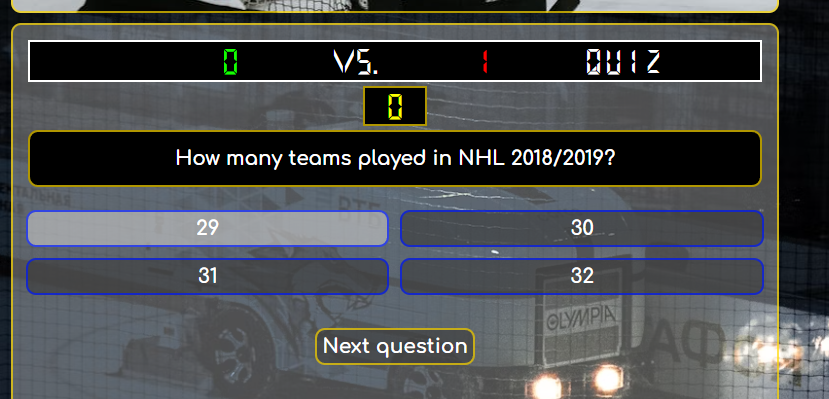 0 VS. 1 QUIZ
0
How many teams played in NHL 2018/2019?
29 30
31 32
OLYMPIA
Next question